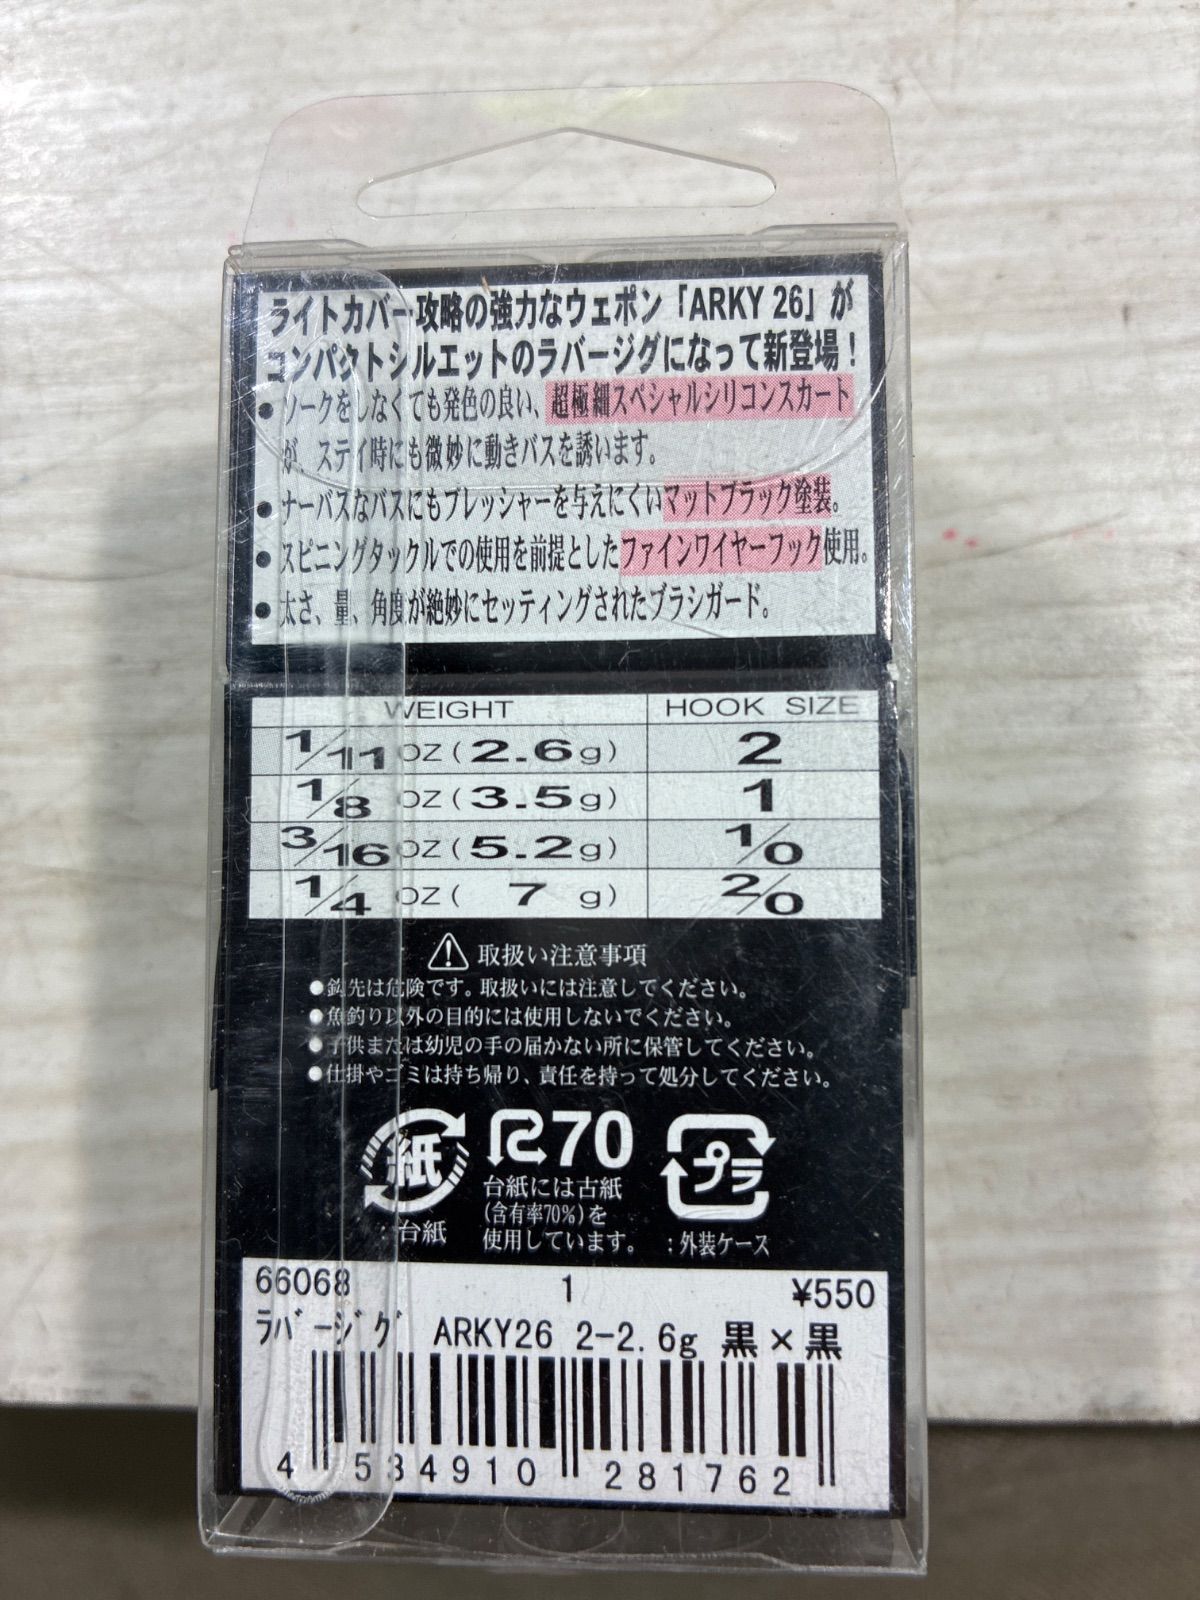 ライトカバー攻略の強力なウェポン「ARKY 26」が
コンパクトシルエットのラバージグになって新登場！
●ソークをしなくても発色の良い、超極細スペシャルシリコンスカート
が、ステイ時にも微妙に動きバスを誘います。
●ナーバスなバスにもプレッシャーを与えにくいマットブラック塗装。
●スピニングタックルでの使用を前提としたファインワイヤーフック使用。
●太さ、量、角度が絶妙にセッティングされたブラシガード。
WEIGHT HOOK SIZE
1/11 OZ (2.6g) 2
1/8 OZ (3.5g) 1
3/16 OZ (5.2g) 1/0
1/4 OZ ( 7 g) 2/0
取扱い注意事項
●鈎先は危険です。取扱いには注意してください。
●魚釣り以外の目的には使用しないでください。
●子供または幼児の手の届かない所に保管してください。
●仕掛やゴミは持ち帰り、責任を持って処分してください。
紙
：台紙
R70
台紙には古紙
(含有率70%)を
使用しています。
プラ
：外装ケース
66068 1 ¥550
ﾗﾊﾞｰｼﾞｸﾞ ARKY26 2-2.6g 黒×黒
4 534910 281762